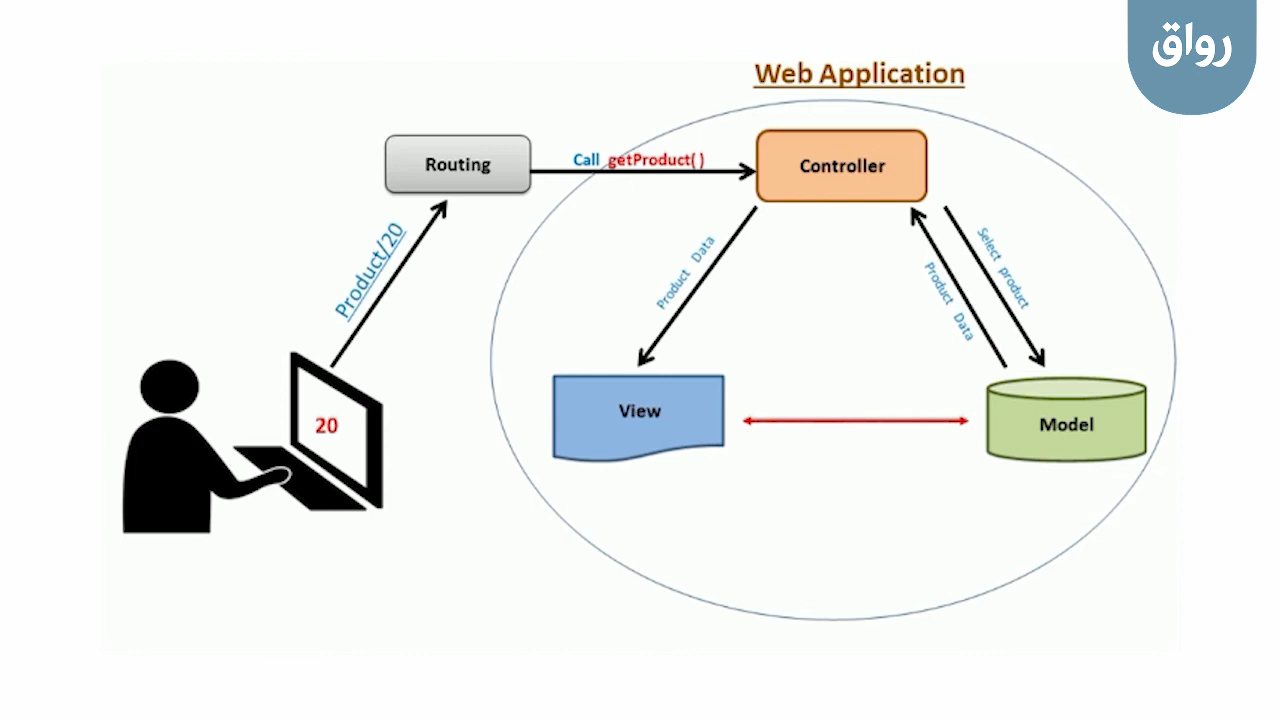 رواق
Web Application
Routing
Call getProduct( )
Controller
Product/20
Product Data
Product Data
Select product
20
View
Model